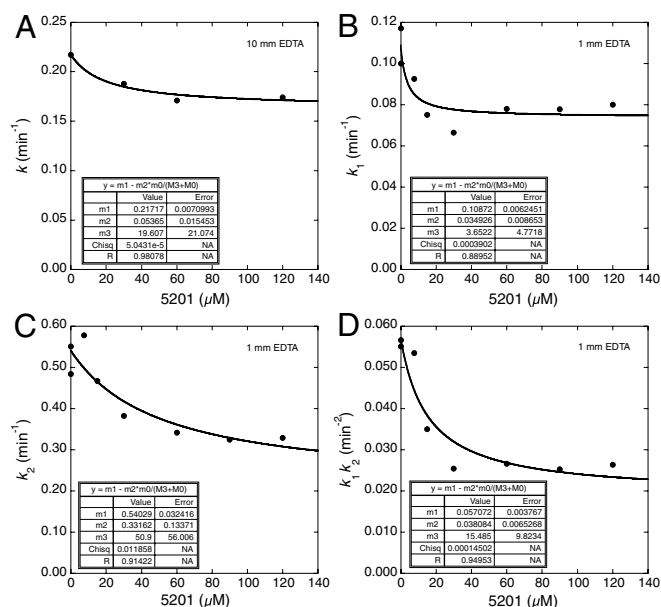 A
10 mm EDTA
0.25
0.20
0.15
0.10
0.05
0.00
k (min⁻¹)
y = m1 - m2*m0/(M3+M0)
Value Error
m1 0.21717 0.0070993
m2 0.05365 0.015453
m3 19.607 21.074
Chisq 5.0431e-5 NA
R 0.98078 NA
0 20 40 60 80 100 120 140
5201 (µM)
B
1 mm EDTA
0.12
0.10
0.08
0.06
0.04
0.02
0.00
k₁ (min⁻¹)
y = m1 - m2*m0/(M3+M0)
Value Error
m1 0.10872 0.0062451
m2 0.034926 0.008653
m3 3.6522 4.7718
Chisq 0.0003902 NA
R 0.88952 NA
0 20 40 60 80 100 120 140
5201 (µM)
C
1 mm EDTA
0.60
0.50
0.40
0.30
0.20
0.10
0.00
k₂ (min⁻¹)
y = m1 - m2*m0/(M3+M0)
Value Error
m1 0.54029 0.032416
m2 0.33162 0.13371
m3 50.9 56.006
Chisq 0.011858 NA
R 0.91422 NA
0 20 40 60 80 100 120 140
5201 (µM)
D
1 mm EDTA
0.060
0.050
0.040
0.030
0.020
0.010
0.000
k₁ k₂ (min⁻²)
y = m1 - m2*m0/(M3+M0)
Value Error
m1 0.057072 0.003767
m2 0.038084 0.0065268
m3 15.485 9.8234
Chisq 0.00014502 NA
R 0.94953 NA
0 20 40 60 80 100 120 140
5201 (µM)